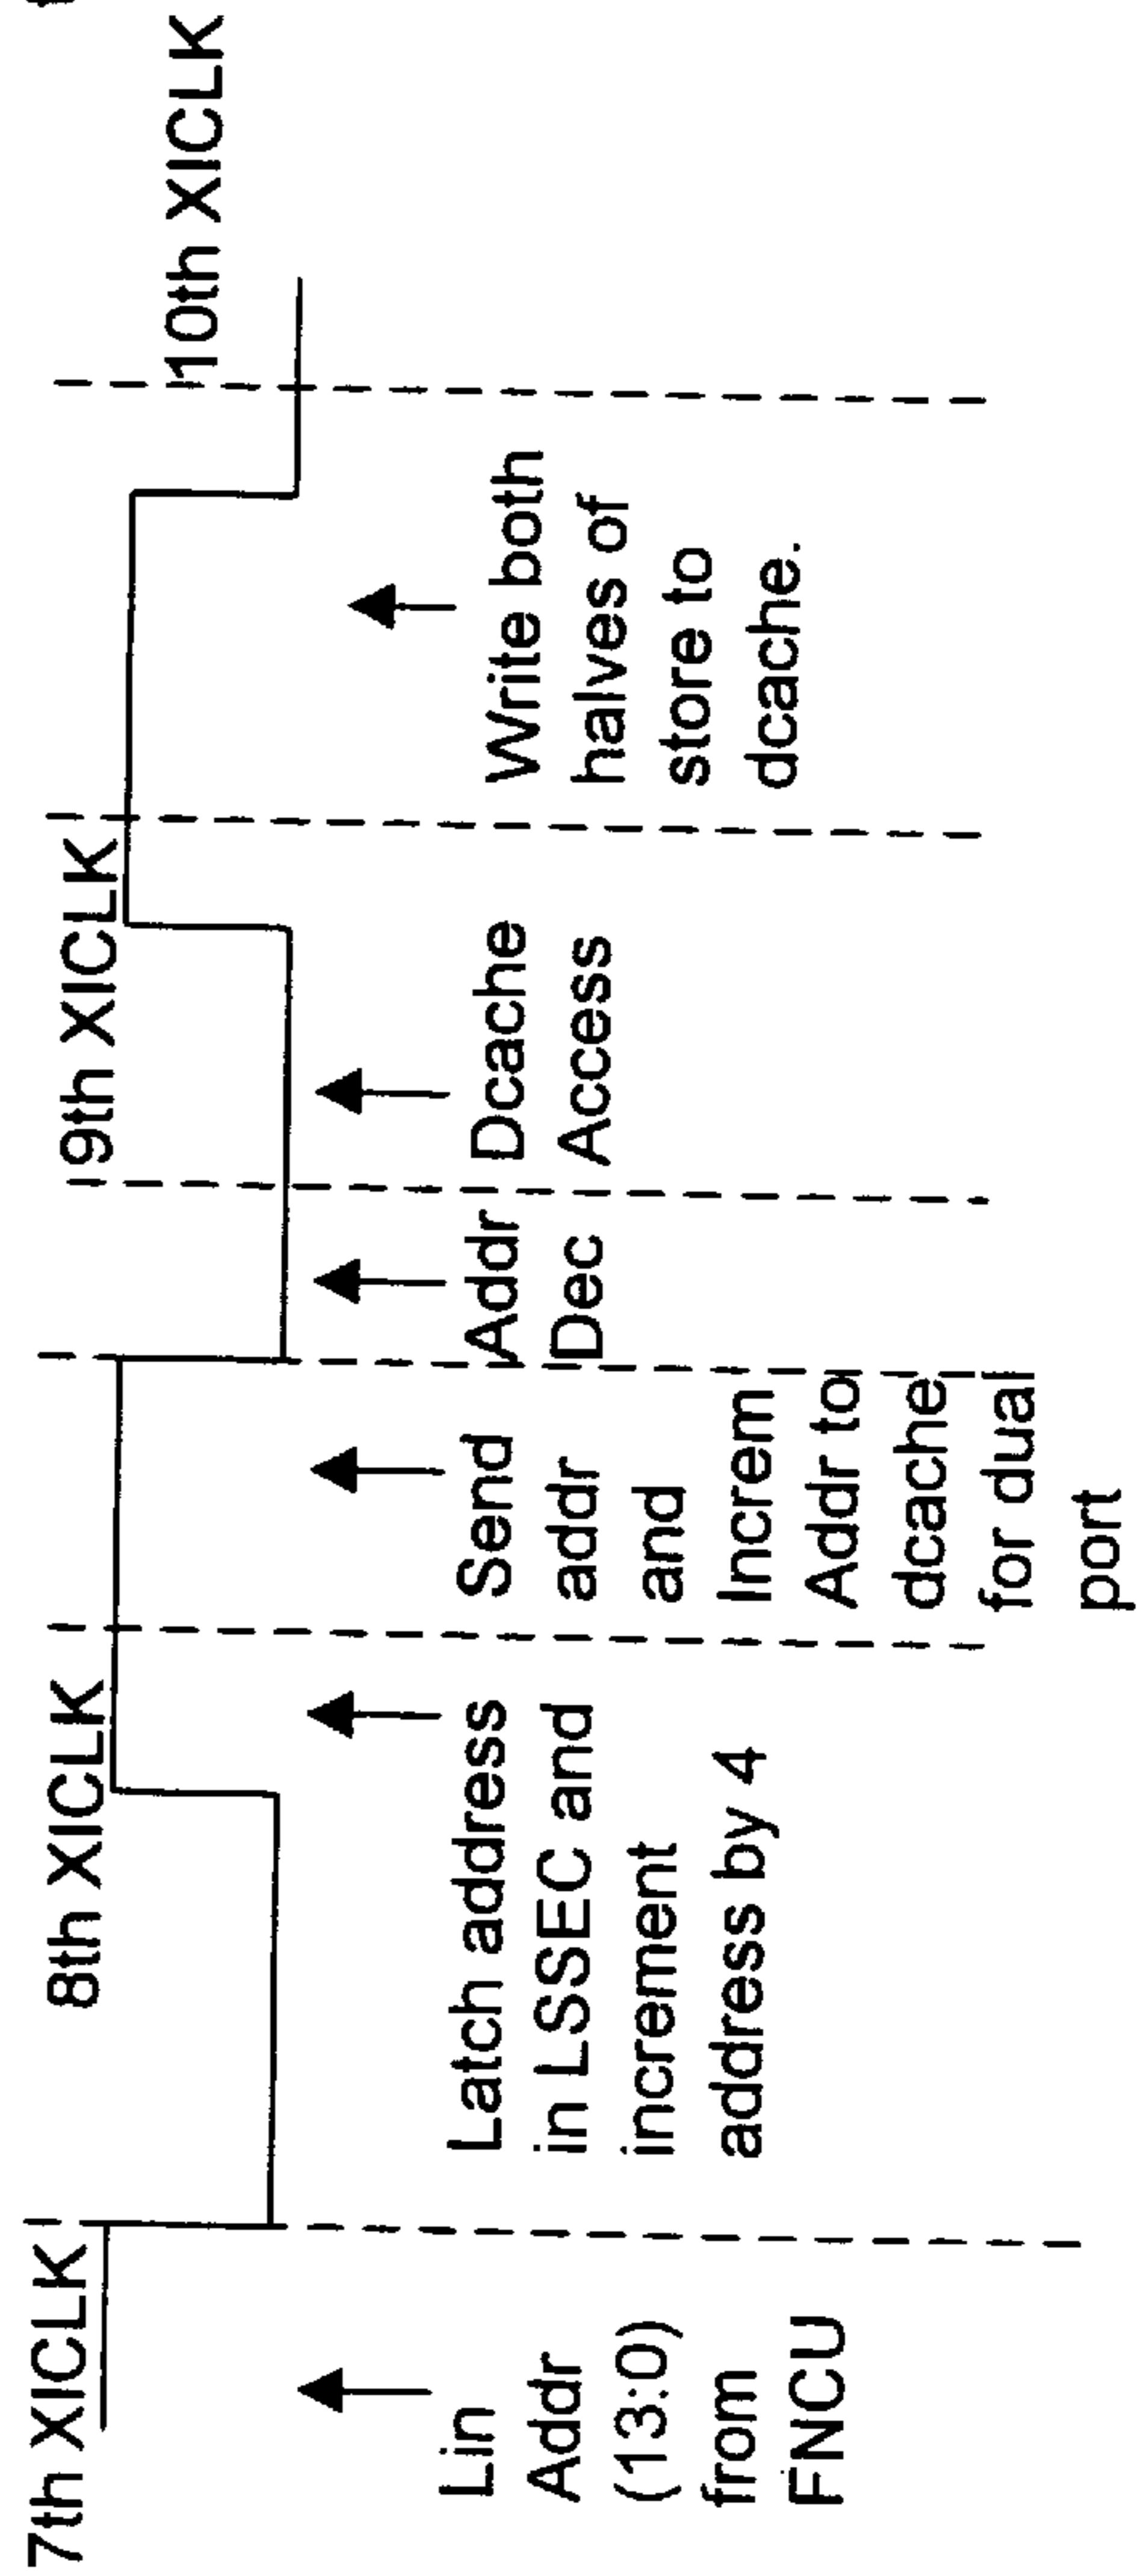 7th XICLK
8th XICLK
9th XICLK
10th XICLK
Lin
Addr
(13:0)
from
FNCU
Latch address
in LSSEC and
increment
address by 4
Send
addr
and
Increm
Addr to
dcache
for dual
port
Addr
Dec
Dcache
Access
Write both
halves of
store to
dcache.